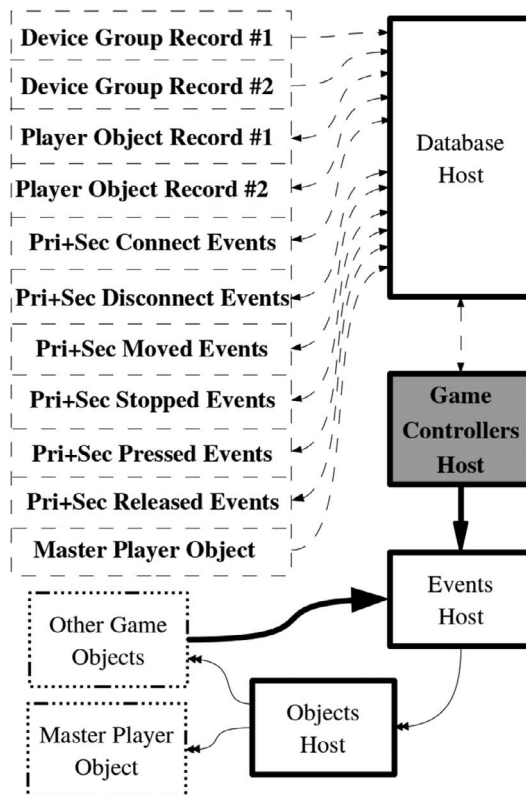 Device Group Record #1
Device Group Record #2
Player Object Record #1
Player Object Record #2
Pri+Sec Connect Events
Pri+Sec Disconnect Events
Pri+Sec Moved Events
Pri+Sec Stopped Events
Pri+Sec Pressed Events
Pri+Sec Released Events
Master Player Object
Database
Host
Game
Controllers
Host
Events
Host
Other Game
Objects
Objects
Host
Master Player
Object